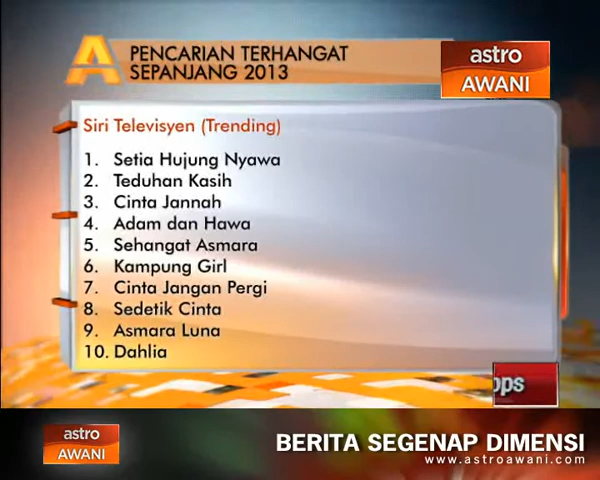 PENCARIAN TERHANGAT
SEPANJANG 2013
astro
AWANI
Siri Televisyen (Trending)
1. Setia Hujung Nyawa
2. Teduhan Kasih
3. Cinta Jannah
4. Adam dan Hawa
5. Sehangat Asmara
6. Kampung Girl
7. Cinta Jangan Pergi
8. Sedetik Cinta
9. Asmara Luna
10. Dahlia
astro
AWANI
BERITA SEGENAP DIMENSI
www.astroawani.com